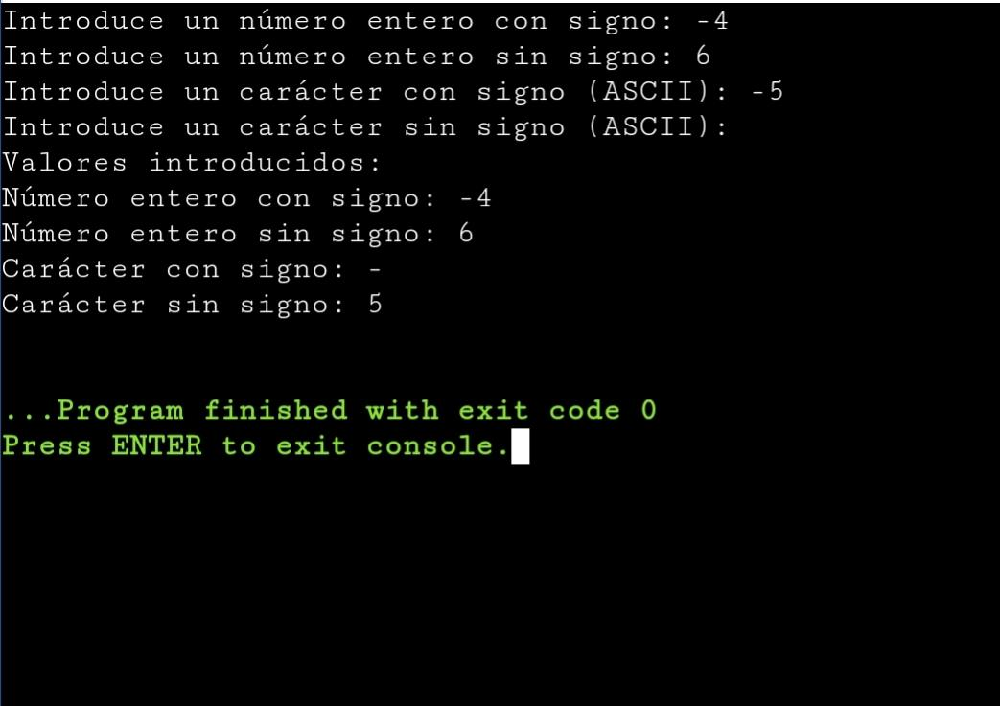 Introduce un número entero con signo: -4
Introduce un número entero sin signo: 6
Introduce un carácter con signo (ASCII): -5
Introduce un carácter sin signo (ASCII):
Valores introducidos:
Número entero con signo: -4
Número entero sin signo: 6
Carácter con signo: -
Carácter sin signo: 5
...Program finished with exit code 0
Press ENTER to exit console.